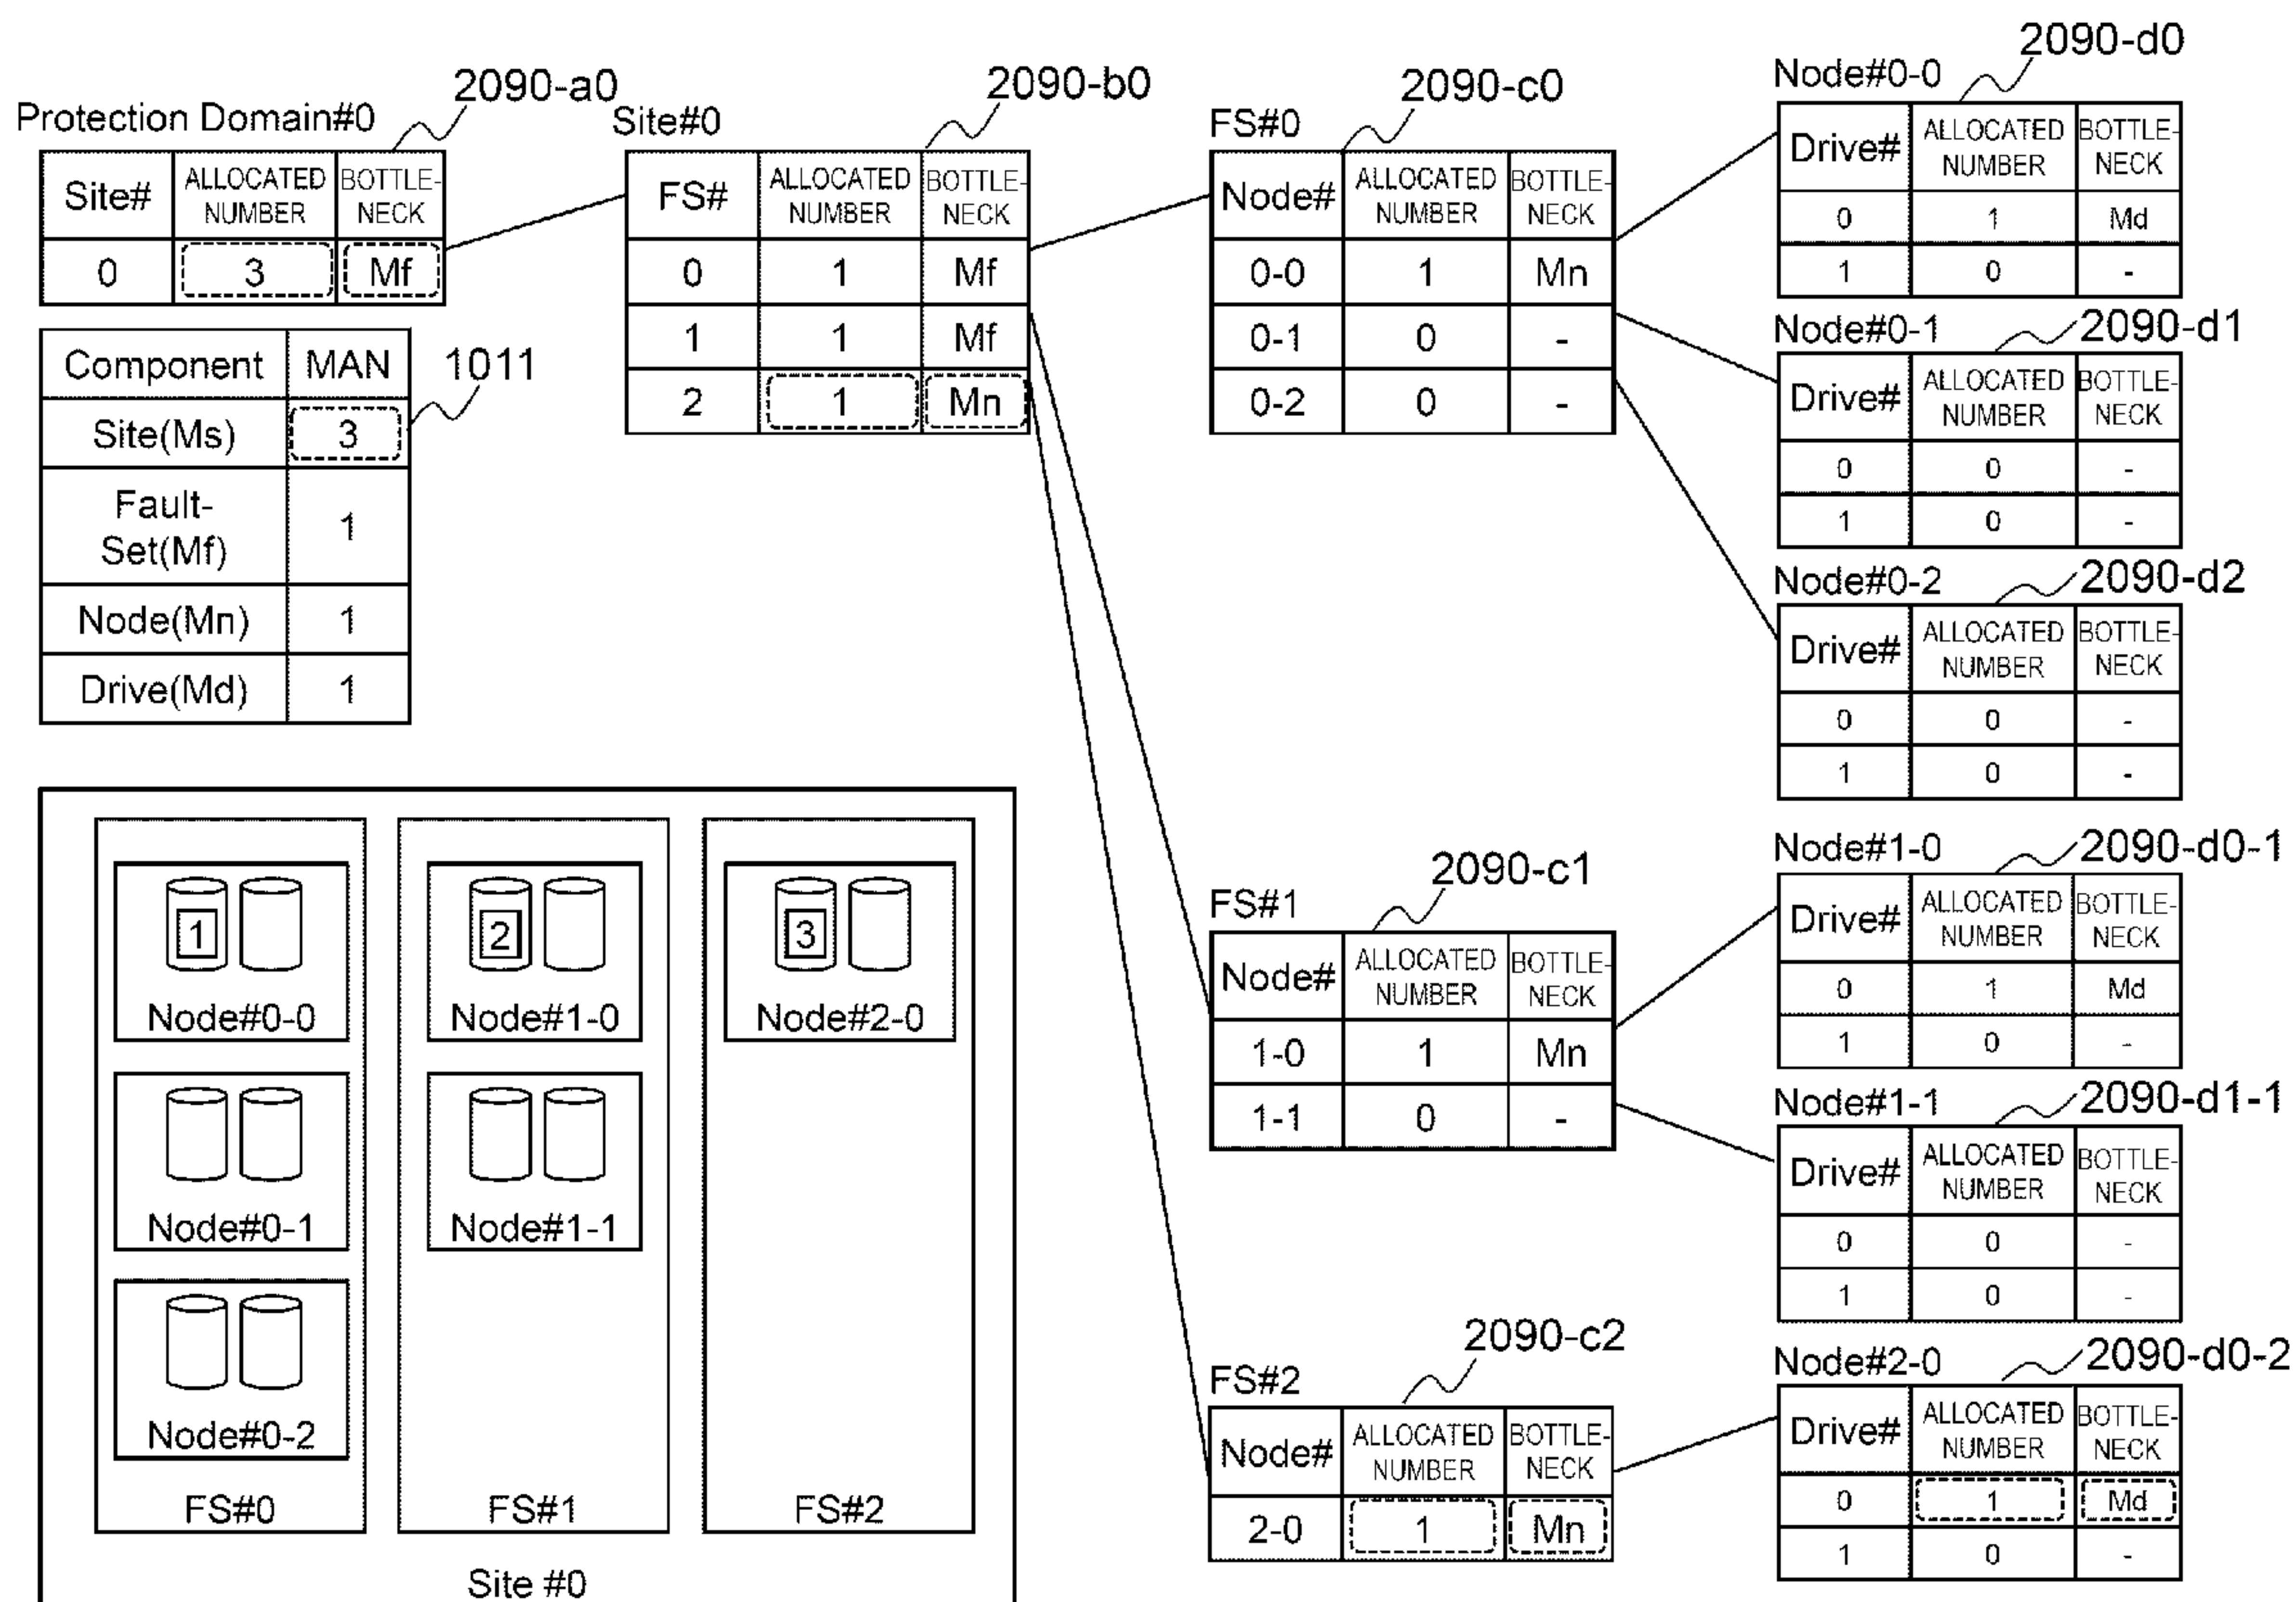 2090-a0
Protection Domain#0
Site# ALLOCATED NUMBER BOTTLE-NECK
0 3 Mf
1011
Component MAN
Site(Ms) 3
Fault-
Set(Mf) 1
Node(Mn) 1
Drive(Md) 1
2090-b0
Site#0
FS# ALLOCATED NUMBER BOTTLE-NECK
0 1 Mf
1 1 Mf
2 1 Mn
2090-c0
FS#0
Node# ALLOCATED NUMBER BOTTLE-NECK
0-0 1 Mn
0-1 0 -
0-2 0 -
2090-d0
Node#0-0
Drive# ALLOCATED NUMBER BOTTLE-NECK
0 1 Md
1 0 -
Node#0-1 2090-d1
Drive# ALLOCATED NUMBER BOTTLE-NECK
0 0 -
1 0 -
Node#0-2 2090-d2
Drive# ALLOCATED NUMBER BOTTLE-NECK
0 0 -
1 0 -
2090-c1
FS#1
Node# ALLOCATED NUMBER BOTTLE-NECK
1-0 1 Mn
1-1 0 -
Node#1-0 2090-d0-1
Drive# ALLOCATED NUMBER BOTTLE-NECK
0 1 Md
1 0 -
Node#1-1 2090-d1-1
Drive# ALLOCATED NUMBER BOTTLE-NECK
0 0 -
1 0 -
2090-c2
FS#2
Node# ALLOCATED NUMBER BOTTLE-NECK
2-0 1 Mn
Node#2-0 2090-d0-2
Drive# ALLOCATED NUMBER BOTTLE-NECK
0 1 Md
1 0 -
1 2 3
Node#0-0 Node#1-0 Node#2-0
Node#0-1 Node#1-1
Node#0-2
FS#0 FS#1 FS#2
Site #0